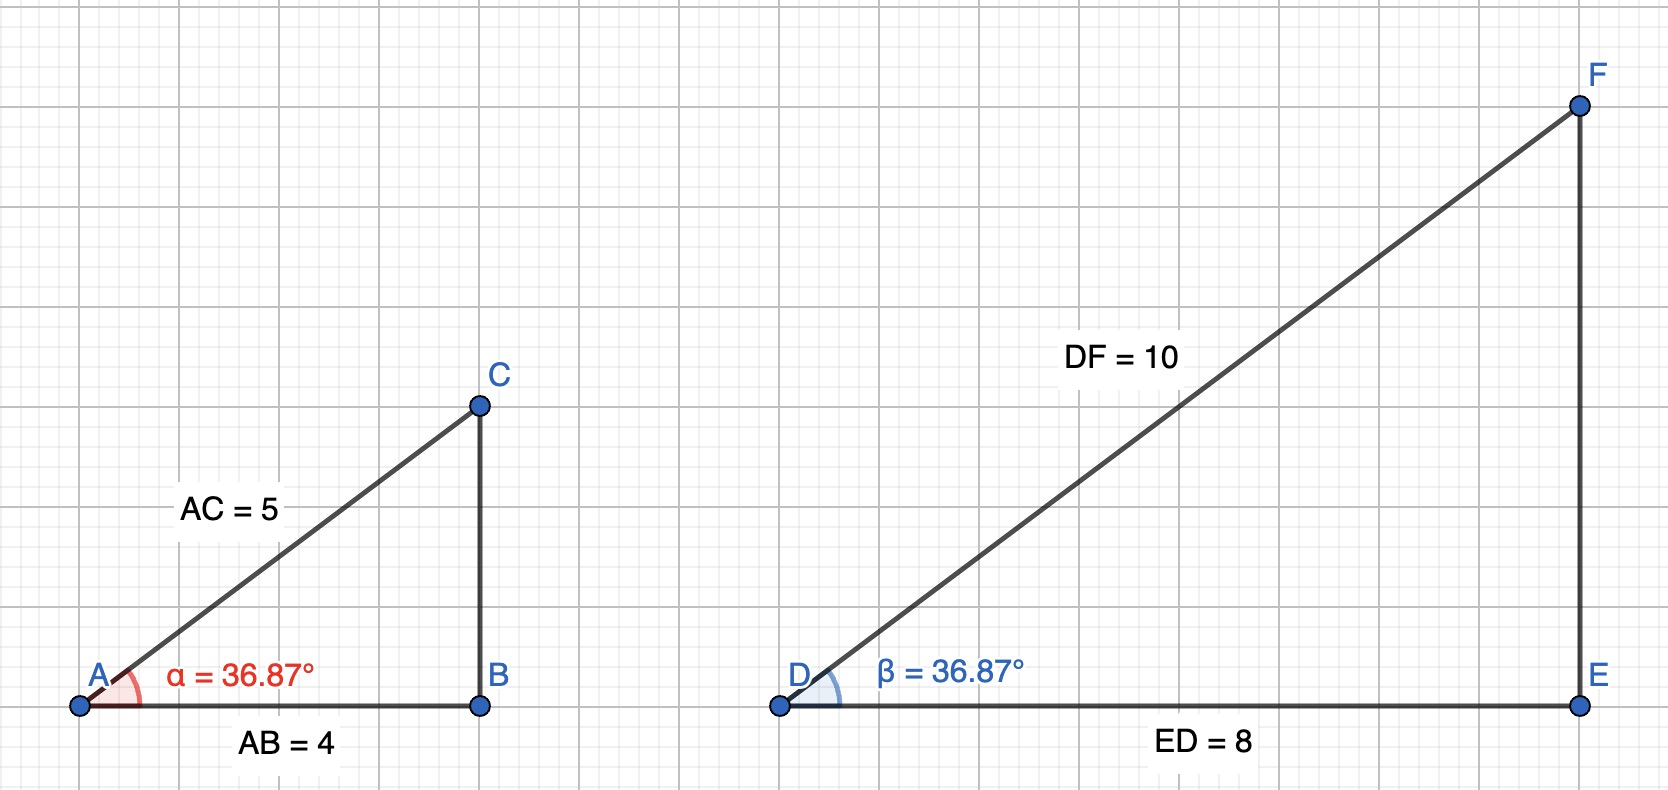 F
DF = 10
C
AC = 5
A
α = 36.87°
B
D
β = 36.87°
E
AB = 4
ED = 8